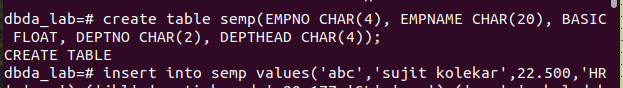 dbda_lab=# create table semp(EMPNO CHAR(4), EMPNAME CHAR(20), BASIC
 FLOAT, DEPTNO CHAR(2), DEPTHEAD CHAR(4));
CREATE TABLE
dbda_lab=# insert into semp values('abc','sujit kolekar',22.500,'HR